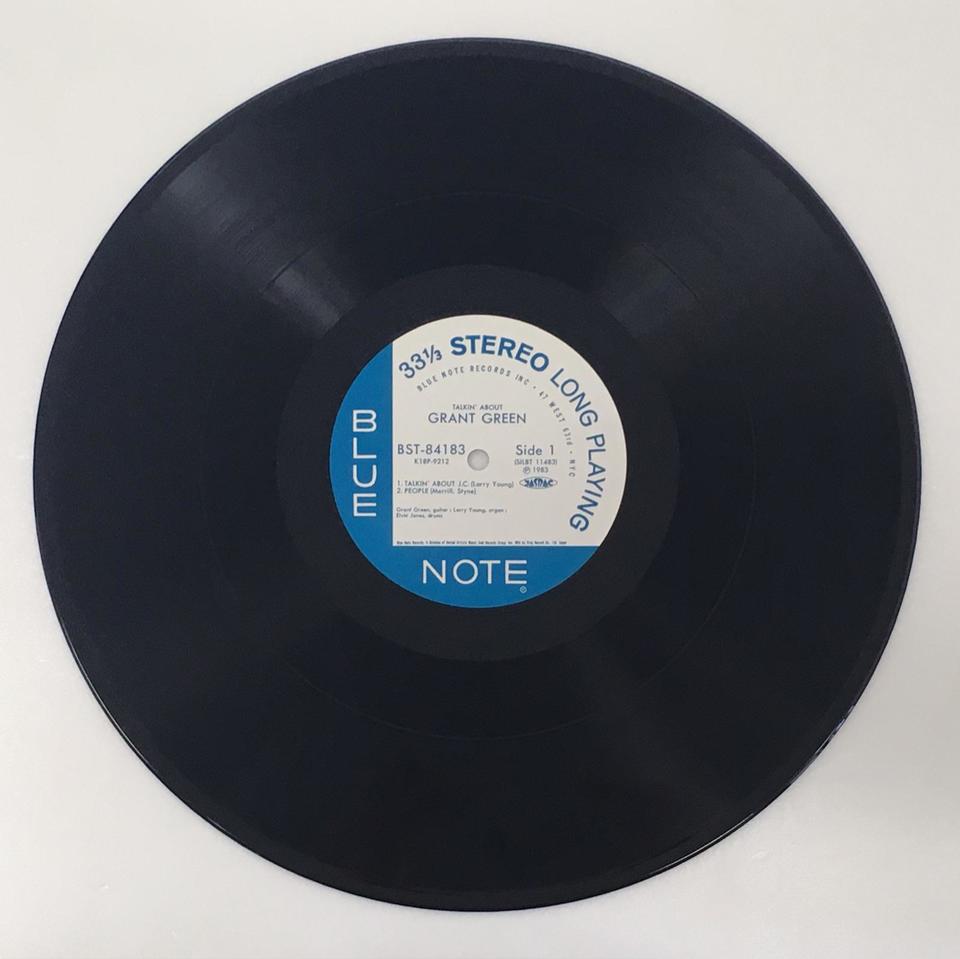 33⅓ STEREO LONG PLAYING
BLUE NOTE RECORDS INC • 47 WEST 63rd • NYC
TALKIN' ABOUT
GRANT GREEN
BST-84183 Side 1
K18P-9212 (SILBT 11483)
Ⓟ 1983
1. TALKIN' ABOUT J.C. (Larry Young) JASRAC
2. PEOPLE (Merrill, Styne)
Grant Green, guitar ; Larry Young, organ ;
Elvin Jones, drums
BLUE
NOTE
®